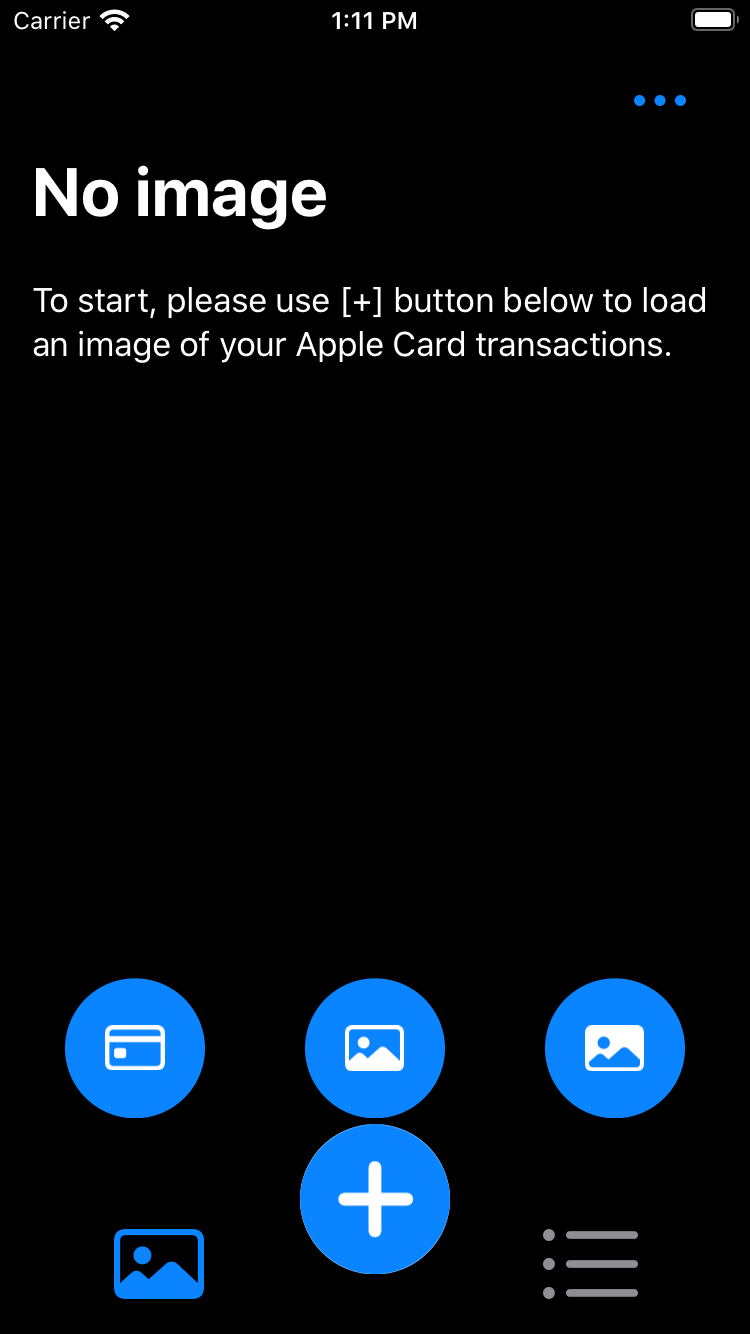 Carrier 1:11 PM
No image
To start, please use [+] button below to load
an image of your Apple Card transactions.